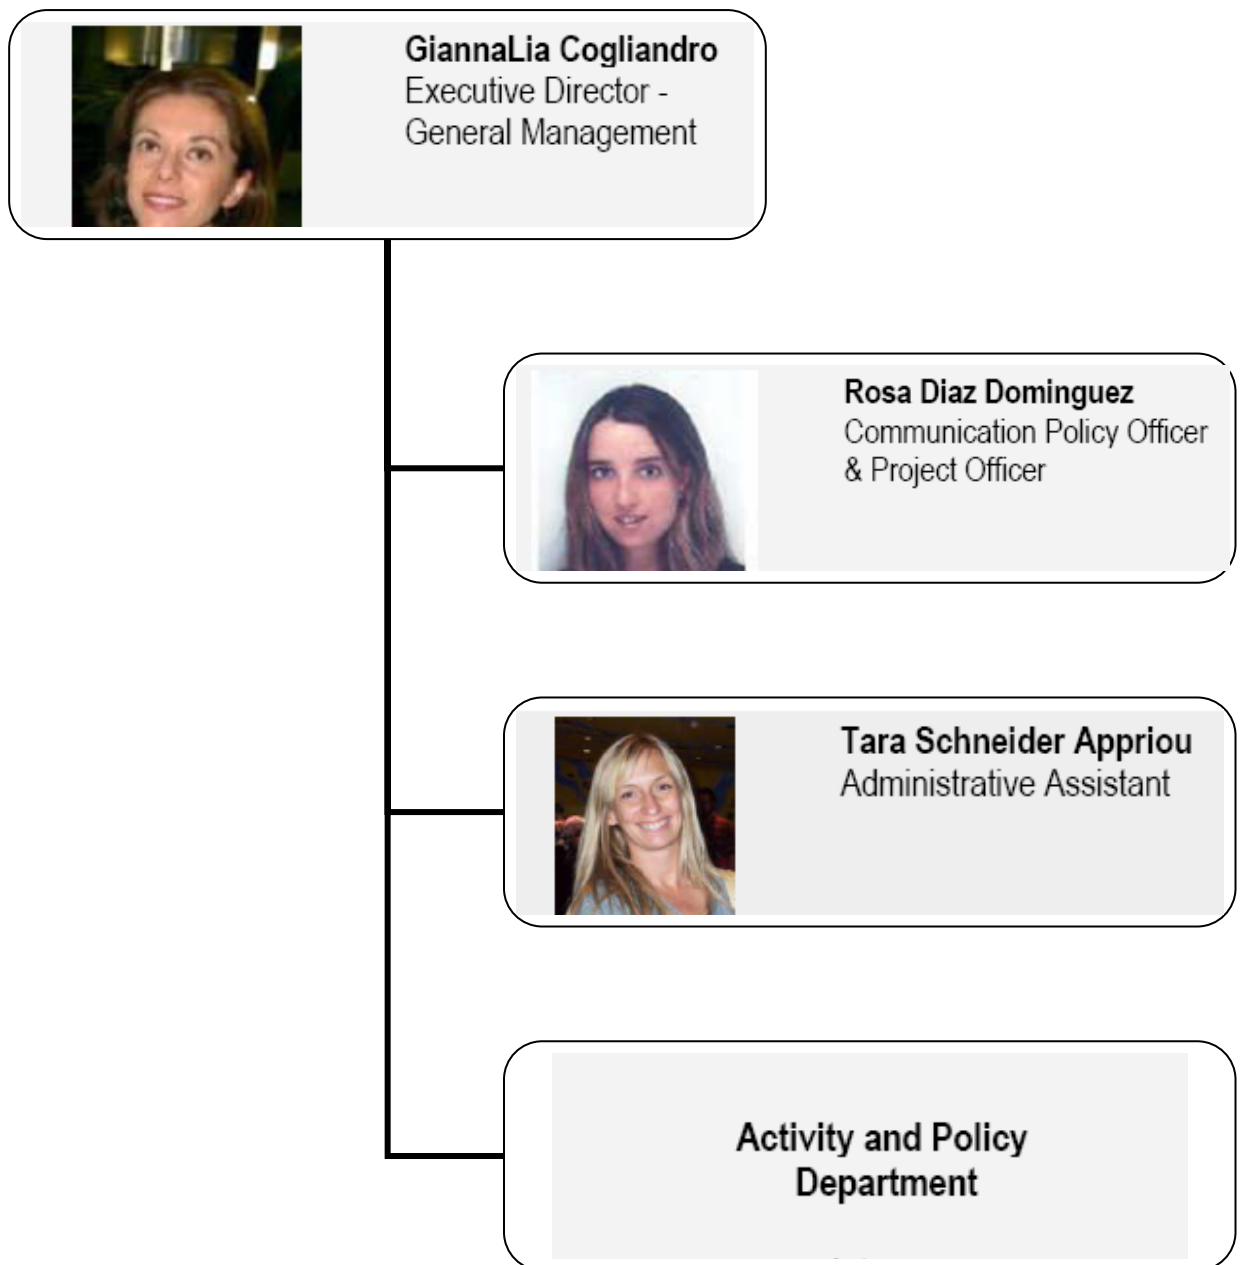 GiannaLia Cogliandro
Executive Director -
General Management
Rosa Diaz Dominguez
Communication Policy Officer
& Project Officer
Tara Schneider Appriou
Administrative Assistant
Activity and Policy
Department